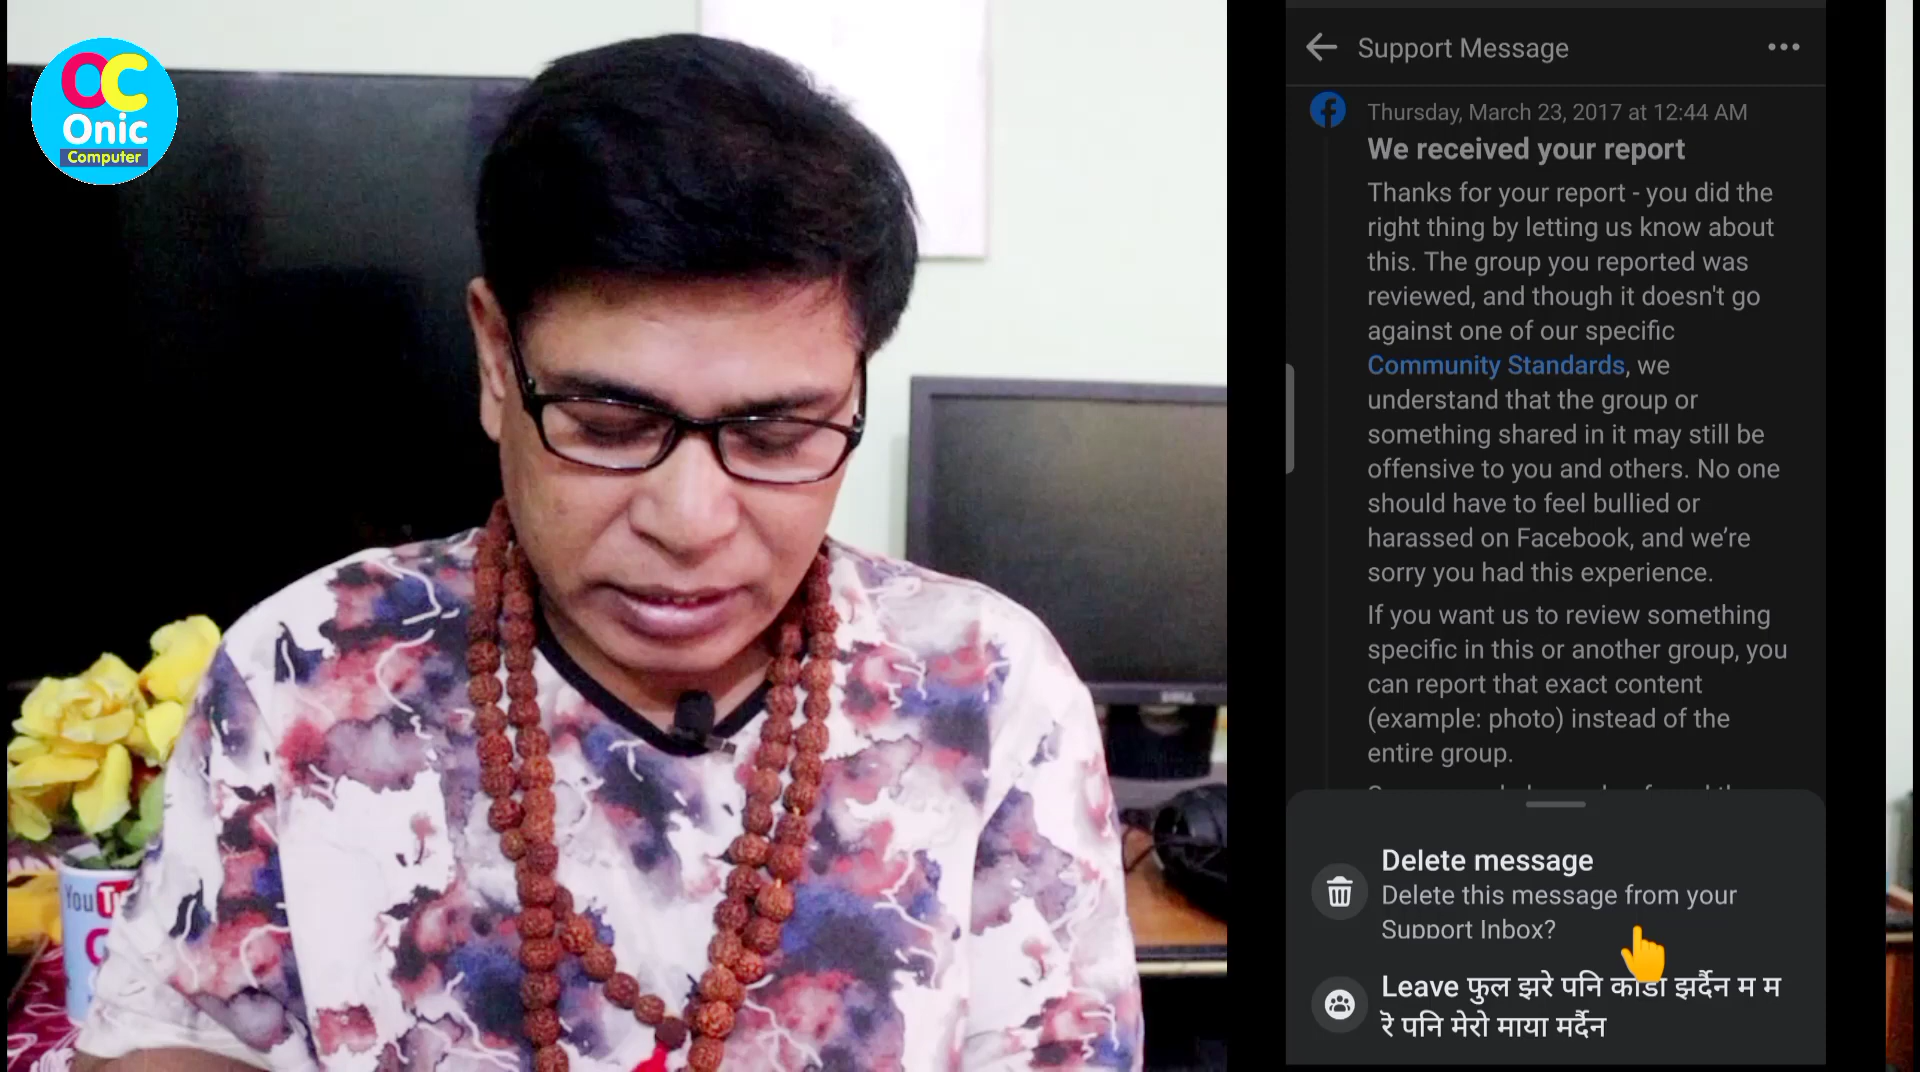 OC
Onic
Computer
You
Support Message
Thursday, March 23, 2017 at 12:44 AM
We received your report
Thanks for your report - you did the
right thing by letting us know about
this. The group you reported was
reviewed, and though it doesn't go
against one of our specific
Community Standards, we
understand that the group or
something shared in it may still be
offensive to you and others. No one
should have to feel bullied or
harassed on Facebook, and we’re
sorry you had this experience.
If you want us to review something
specific in this or another group, you
can report that exact content
(example: photo) instead of the
entire group.
Delete message
Delete this message from your
Support Inbox?
Leave फुल झरे पनि काँडा झर्दैन म म
रे पनि मेरो माया मर्दैन